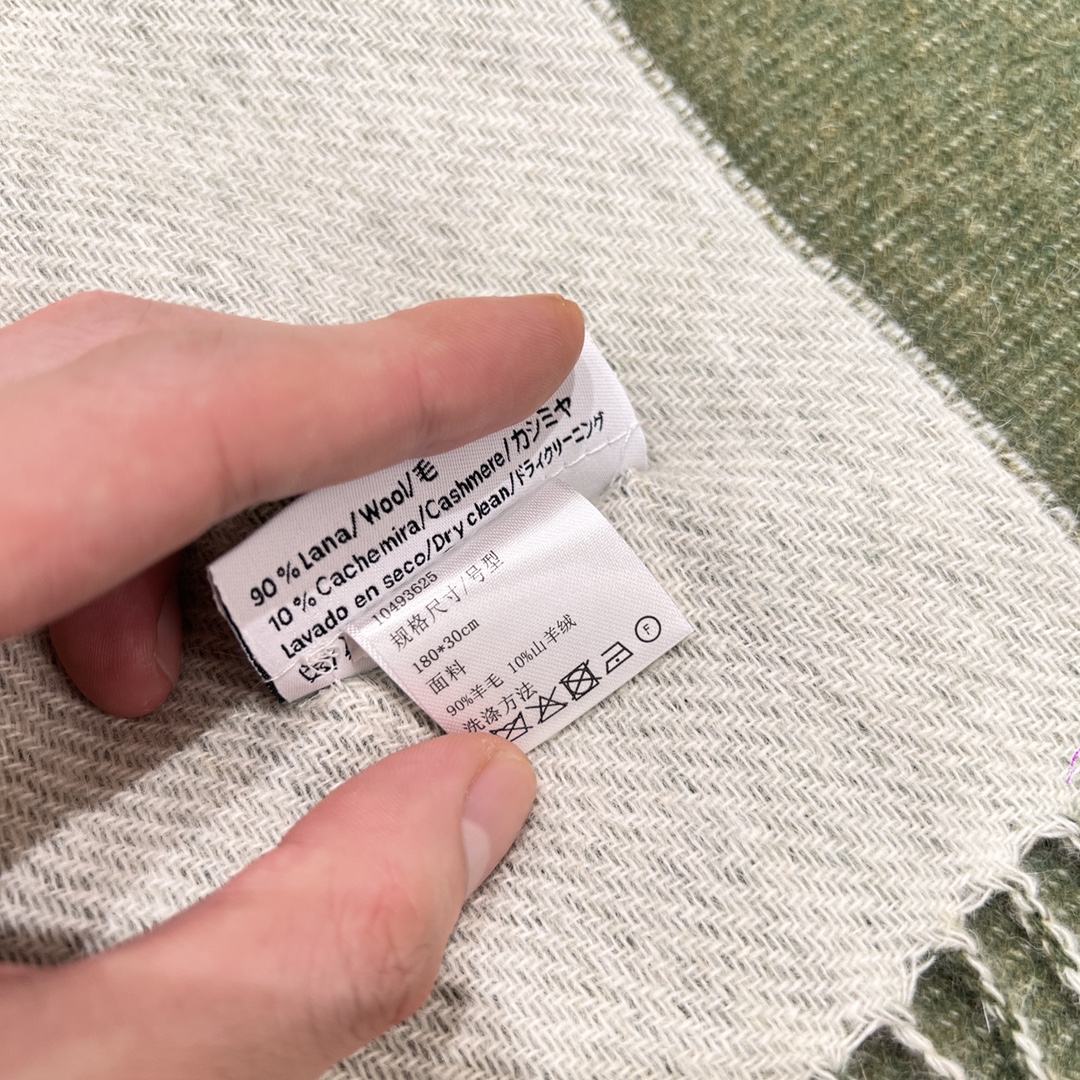 90% Lana/Wool/毛
10% Cachemira/Cashmere/カシミヤ
Lavado en seco/Dry clean/ドライクリーニング
10493625
规格尺寸/号型
180*30cm
面料
90%羊毛 10%山羊绒
洗涤方法
F